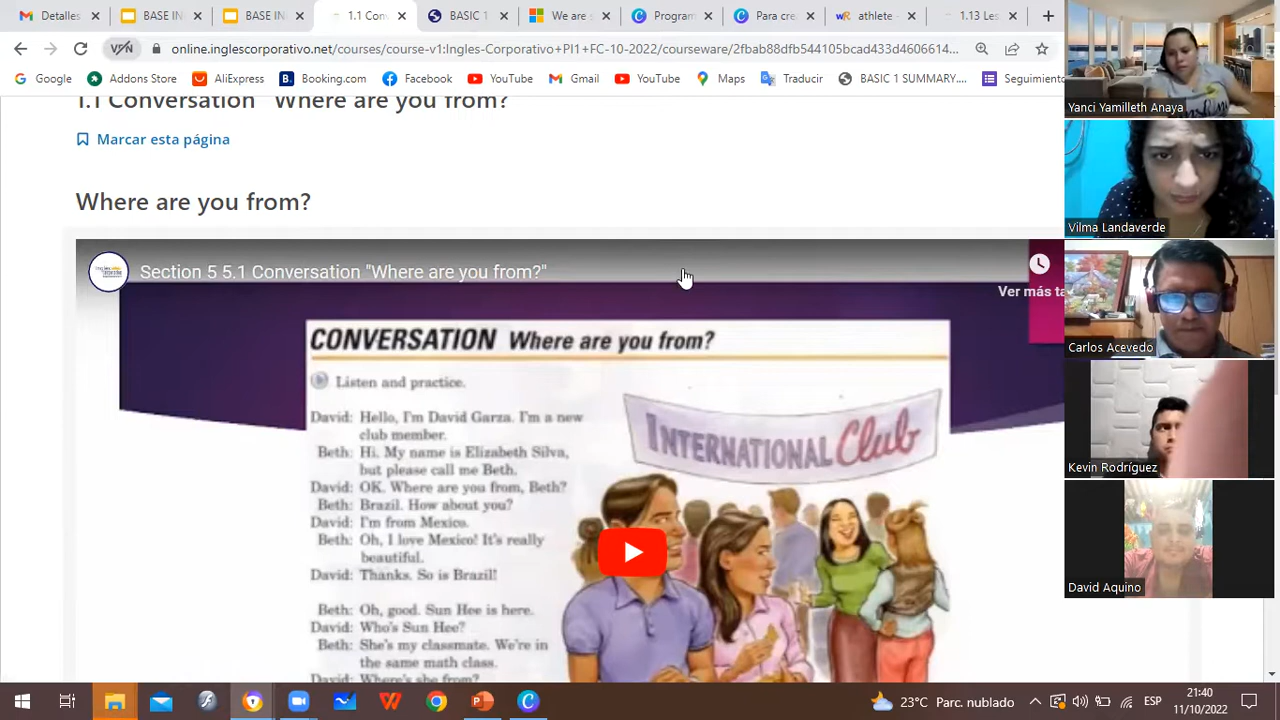 Detalles
BASE IN
BASE IN
1.1 Conv
BASIC 1
We are s
Program
Para cre
athlete -
1.13 Les
VPN
online.inglescorporativo.net/courses/course-v1:Ingles-Corporativo+PI1+FC-10-2022/courseware/2fbab88dfb544105bcad433d4606614...
Google
Addons Store
AliExpress
Booking.com
Facebook
YouTube
Gmail
YouTube
Maps
Traducir
BASIC 1 SUMMARY....
Seguimiento
1.1 Conversation "Where are you from?"
Marcar esta página
Where are you from?
Section 5 5.1 Conversation "Where are you from?"
Ver más ta
CONVERSATION Where are you from?
Listen and practice.
David: Hello, I'm David Garza. I'm a new
club member.
Beth: Hi. My name is Elizabeth Silva,
but please call me Beth.
David: OK. Where are you from, Beth?
Beth: Brazil. How about you?
David: I'm from Mexico.
Beth: Oh, I love Mexico! It's really
beautiful.
David: Thanks. So is Brazil!
Beth: Oh, good. Sun Hee is here.
David: Who's Sun Hee?
Beth: She's my classmate. We're in
the same math class.
David: Where's she from?
INTERNATIONAL Club
Yanci Yamilleth Anaya
Vilma Landaverde
Carlos Acevedo
Kevin Rodríguez
David Aquino
23°C Parc. nublado
ESP
21:40
11/10/2022